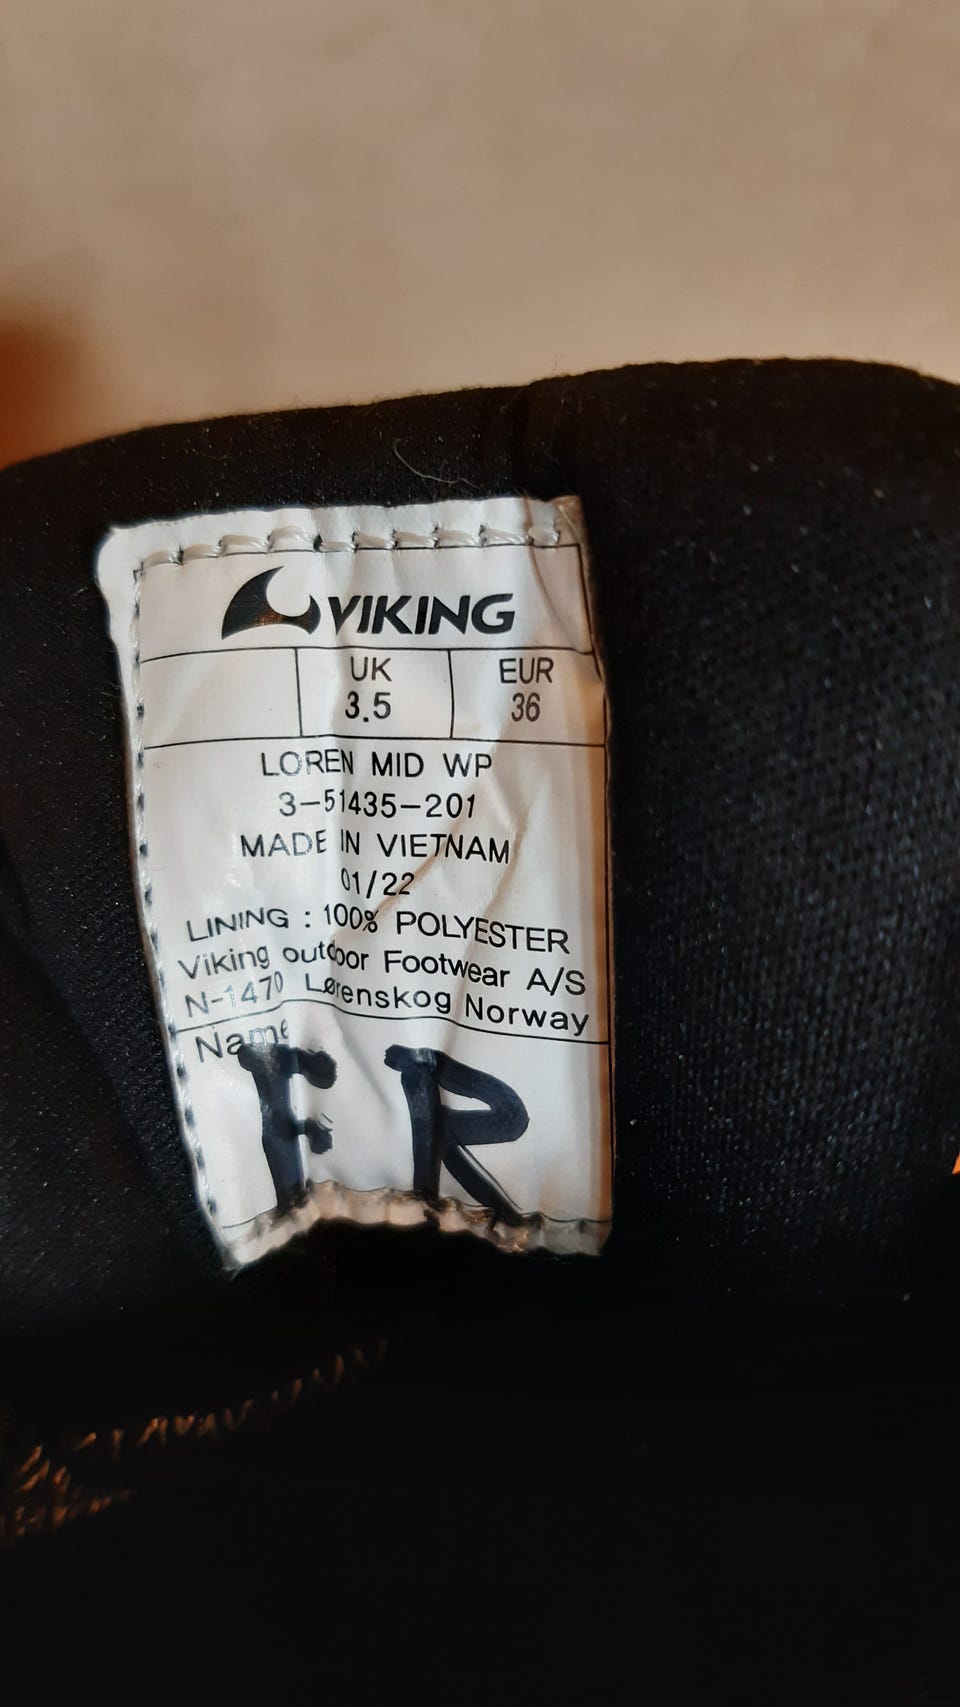 VIKING
UK EUR
3.5 36
LOREN MID WP
3-51435-201
MADE IN VIETNAM
01/22
LINING : 100% POLYESTER
Viking outdoor Footwear A/S
N-1470 Lørenskog Norway
Name
FR